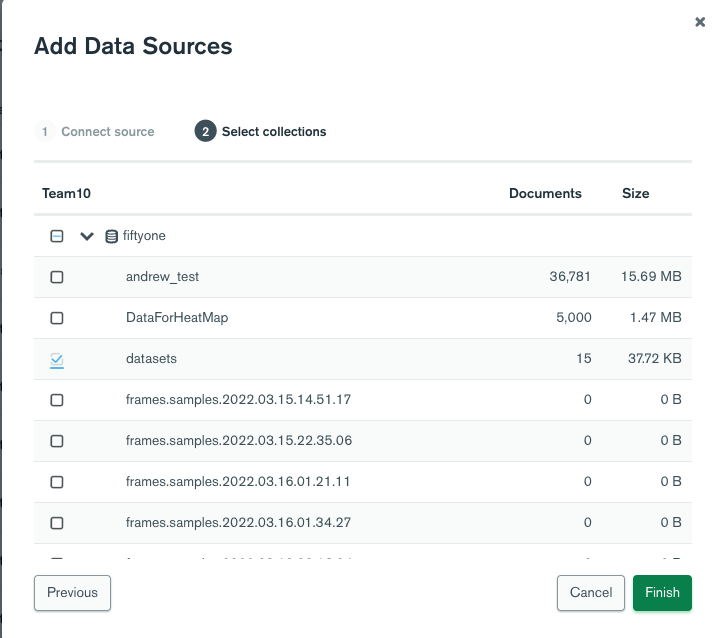 Add Data Sources
1 Connect source 2 Select collections
Team10 Documents Size
fiftyone
andrew_test 36,781 15.69 MB
DataForHeatMap 5,000 1.47 MB
datasets 15 37.72 KB
frames.samples.2022.03.15.14.51.17 0 0 B
frames.samples.2022.03.15.22.35.06 0 0 B
frames.samples.2022.03.16.01.21.11 0 0 B
frames.samples.2022.03.16.01.34.27 0 0 B
Previous Cancel Finish